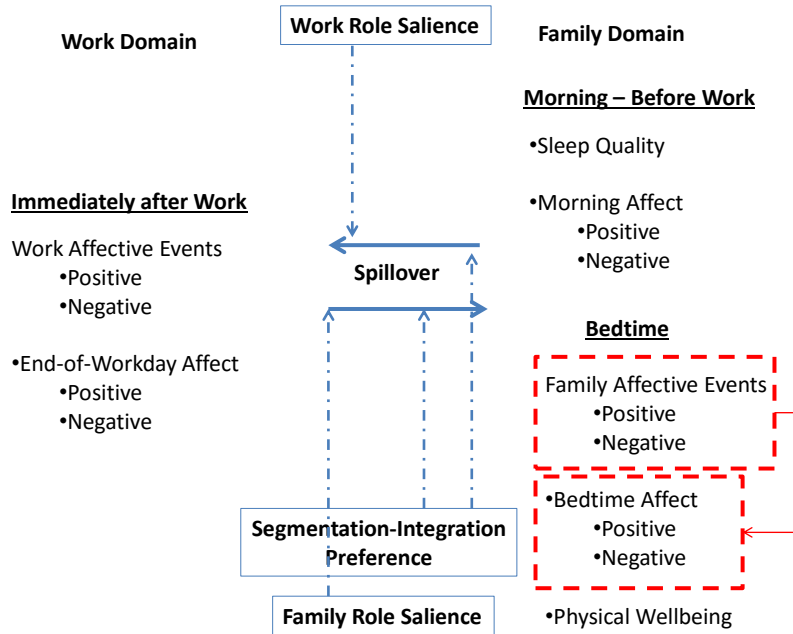 Work Role Salience
Work Domain
Family Domain
Morning – Before Work
•Sleep Quality
•Morning Affect
•Positive
•Negative
Immediately after Work
Work Affective Events
•Positive
•Negative
•End-of-Workday Affect
•Positive
•Negative
Spillover
Bedtime
Family Affective Events
•Positive
•Negative
•Bedtime Affect
•Positive
•Negative
•Physical Wellbeing
Segmentation-Integration
Preference
Family Role Salience